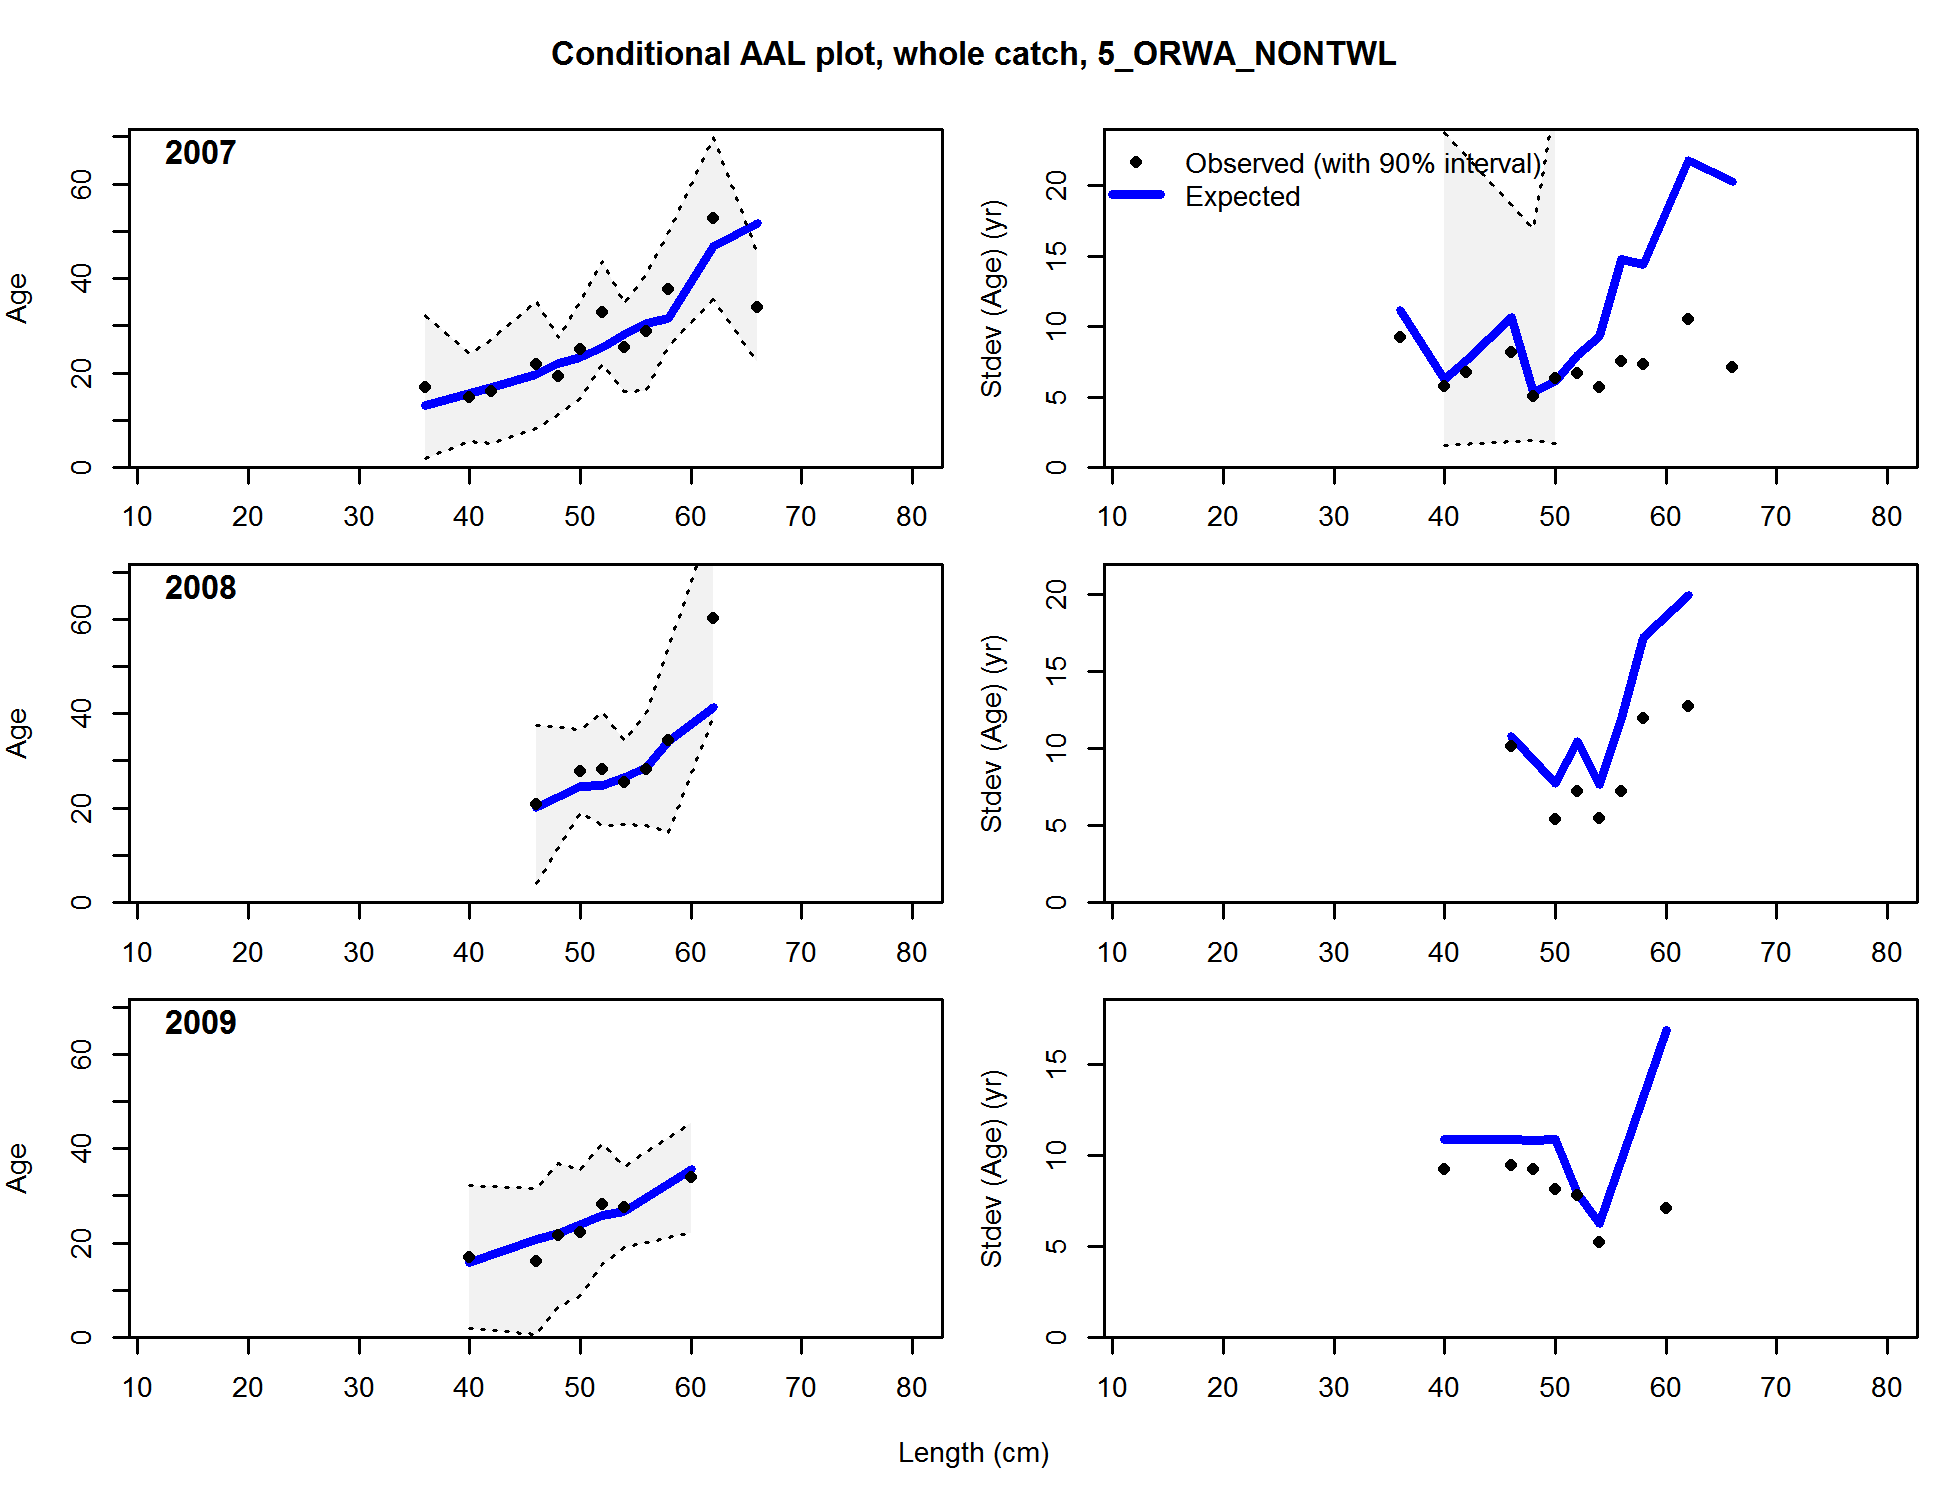 Conditional AAL plot, whole catch, 5_ORWA_NONTWL
2007
Age
0 20 40 60
10 20 30 40 50 60 70 80
Observed (with 90% interval)
Expected
Stdev (Age) (yr)
0 5 10 15 20
10 20 30 40 50 60 70 80
2008
Age
0 20 40 60
10 20 30 40 50 60 70 80
Stdev (Age) (yr)
0 5 10 15 20
10 20 30 40 50 60 70 80
2009
Age
0 20 40 60
10 20 30 40 50 60 70 80
Stdev (Age) (yr)
0 5 10 15
10 20 30 40 50 60 70 80
Length (cm)